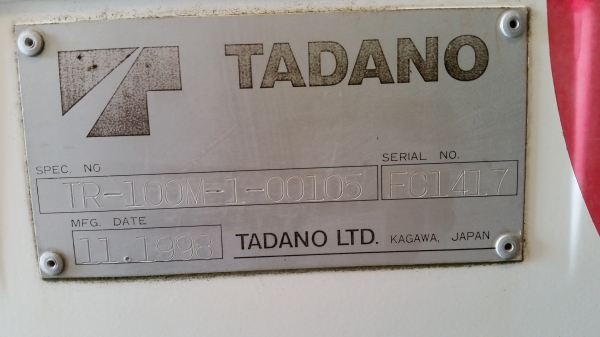 TADANO
SPEC. NO
SERIAL NO.
TR-100M-1-00105
FC1417
MFG. DATE
11.1998
TADANO LTD. KAGAWA, JAPAN